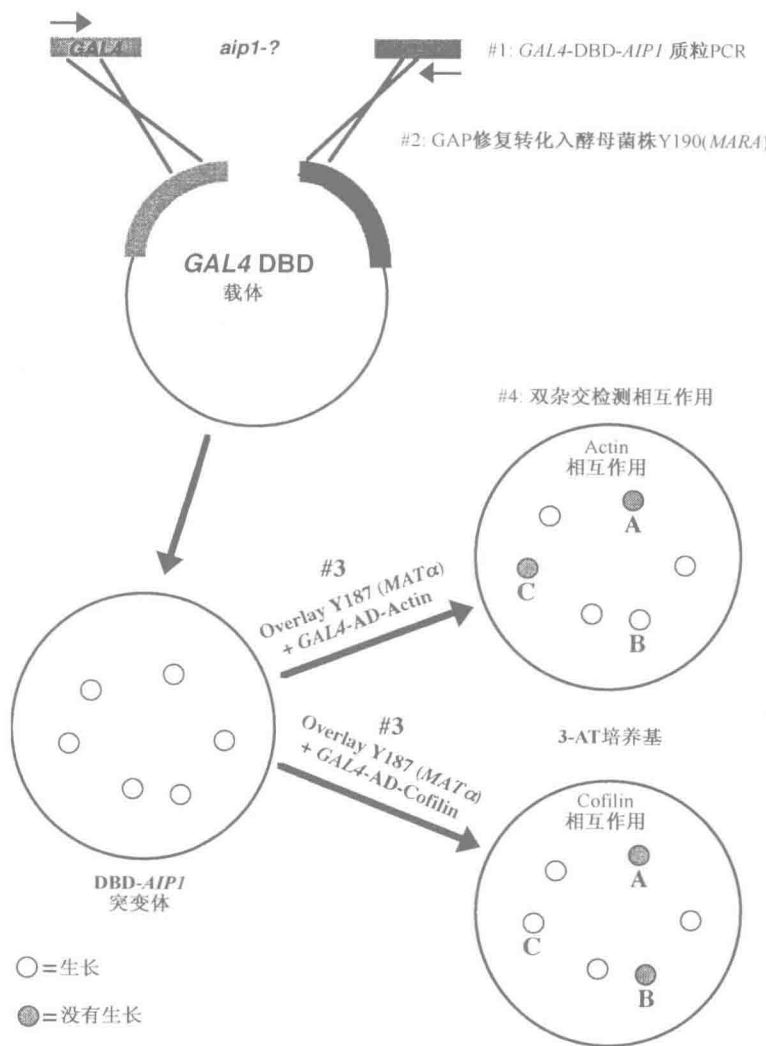 GAL4
aip1-?
#1: GAL4-DBD-AIP1 质粒PCR
#2: GAP修复转化入酵母菌株Y190(MARA)
GAL4 DBD
载体
#4: 双杂交检测相互作用
Actin
相互作用
A
C
B
#3
Overlay Y187 (MATα)
+ GAL4-AD-Actin
#3
Overlay Y187 (MATα)
+ GAL4-AD-Cofilin
3-AT培养基
Cofilin
相互作用
A
C
B
DBD-AIP1
突变体
=生长
=没有生长